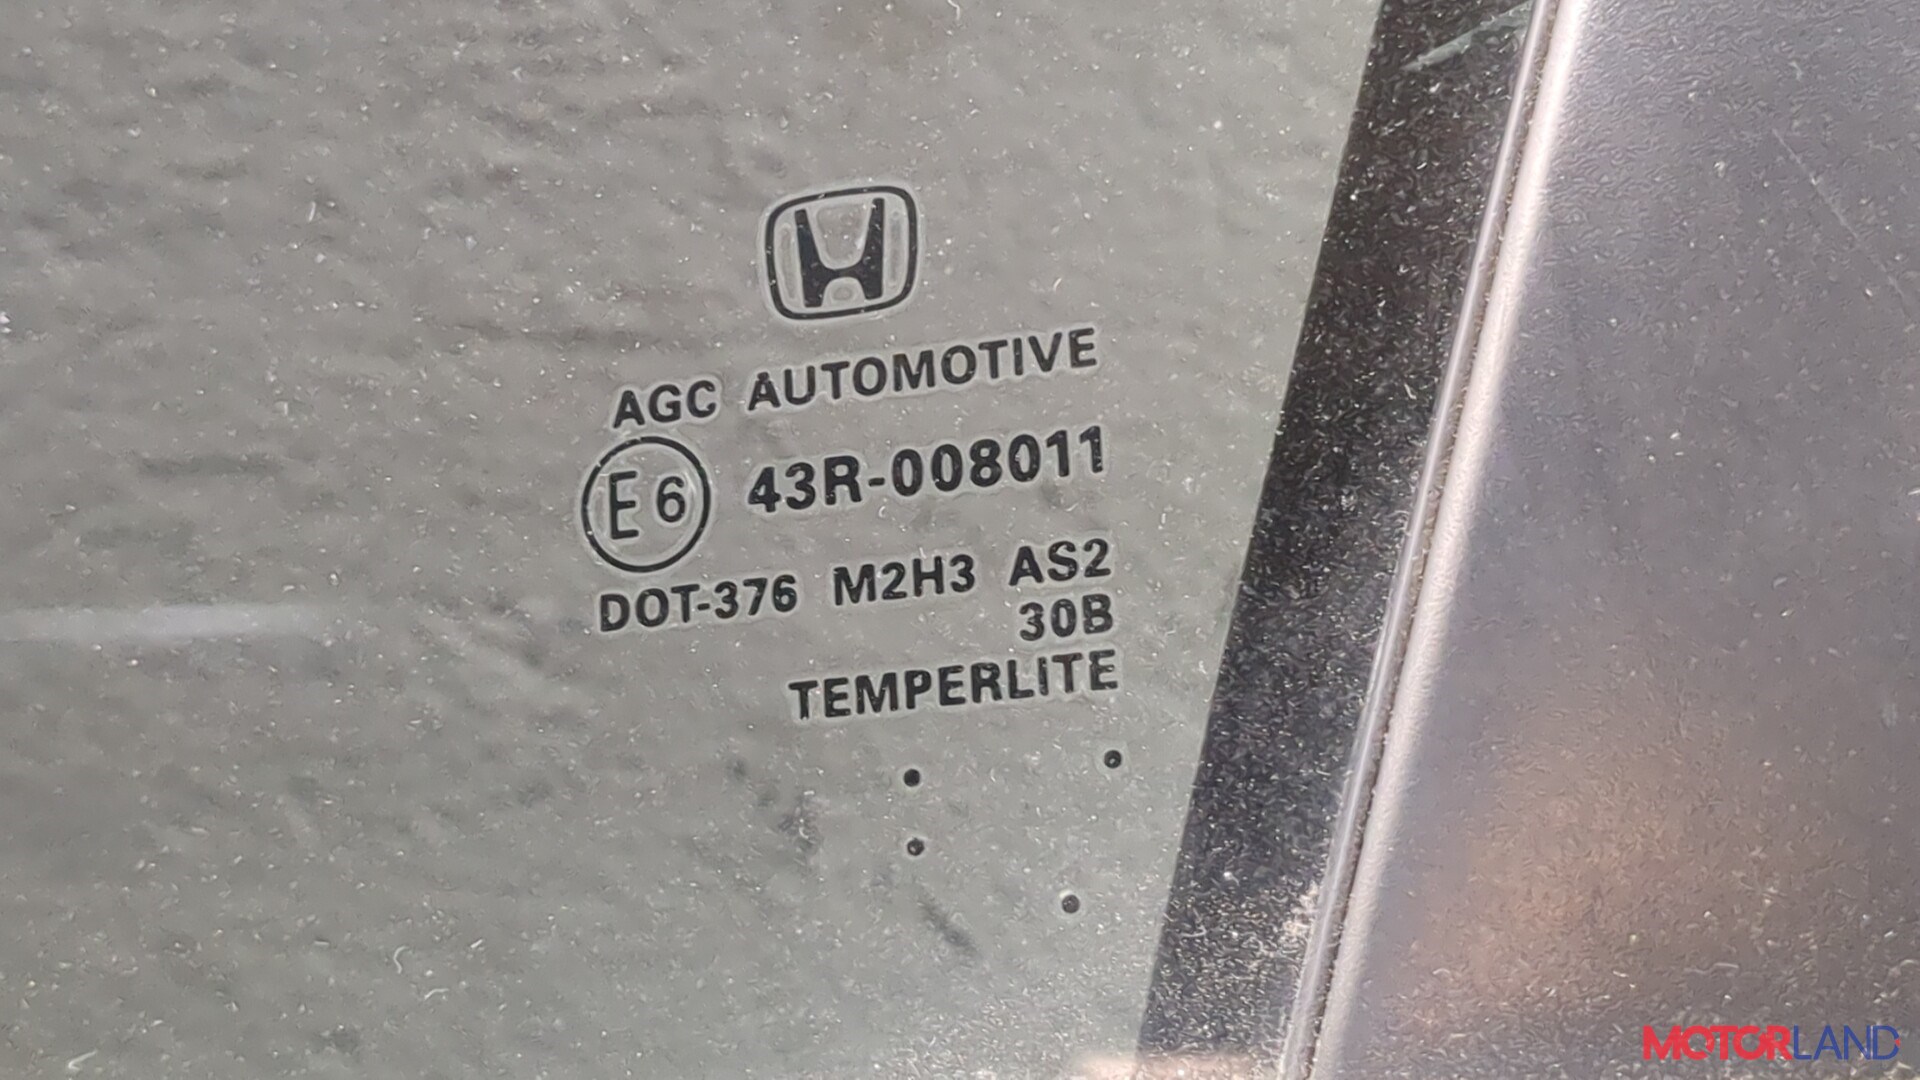 AGC AUTOMOTIVE
E6 43R-008011
DOT-376 M2H3 AS2
30B
TEMPERLITE
MOTORLAND